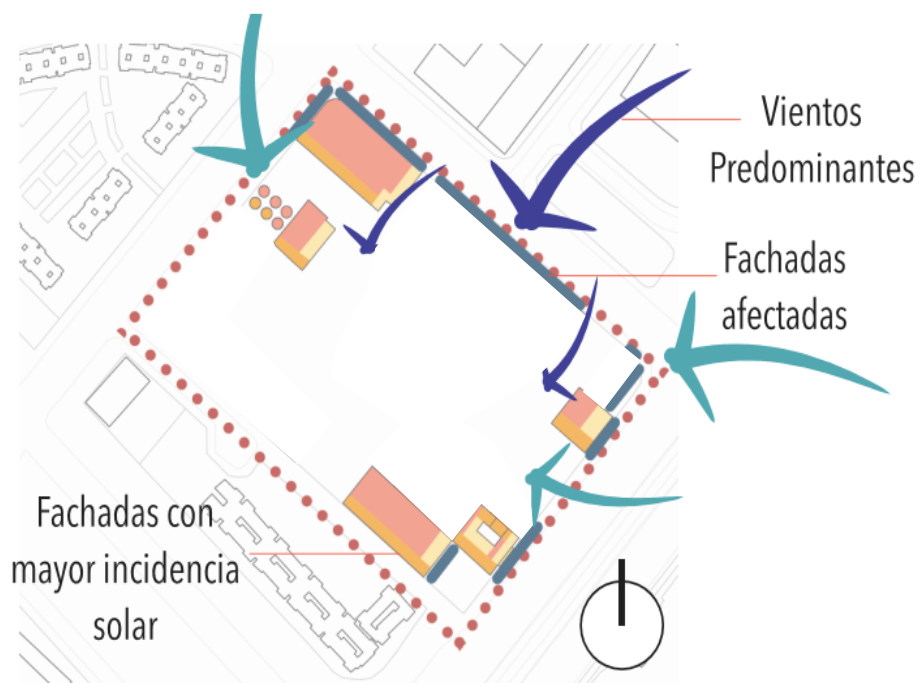 Vientos
Predominantes
Fachadas
afectadas
Fachadas con
mayor incidencia
solar